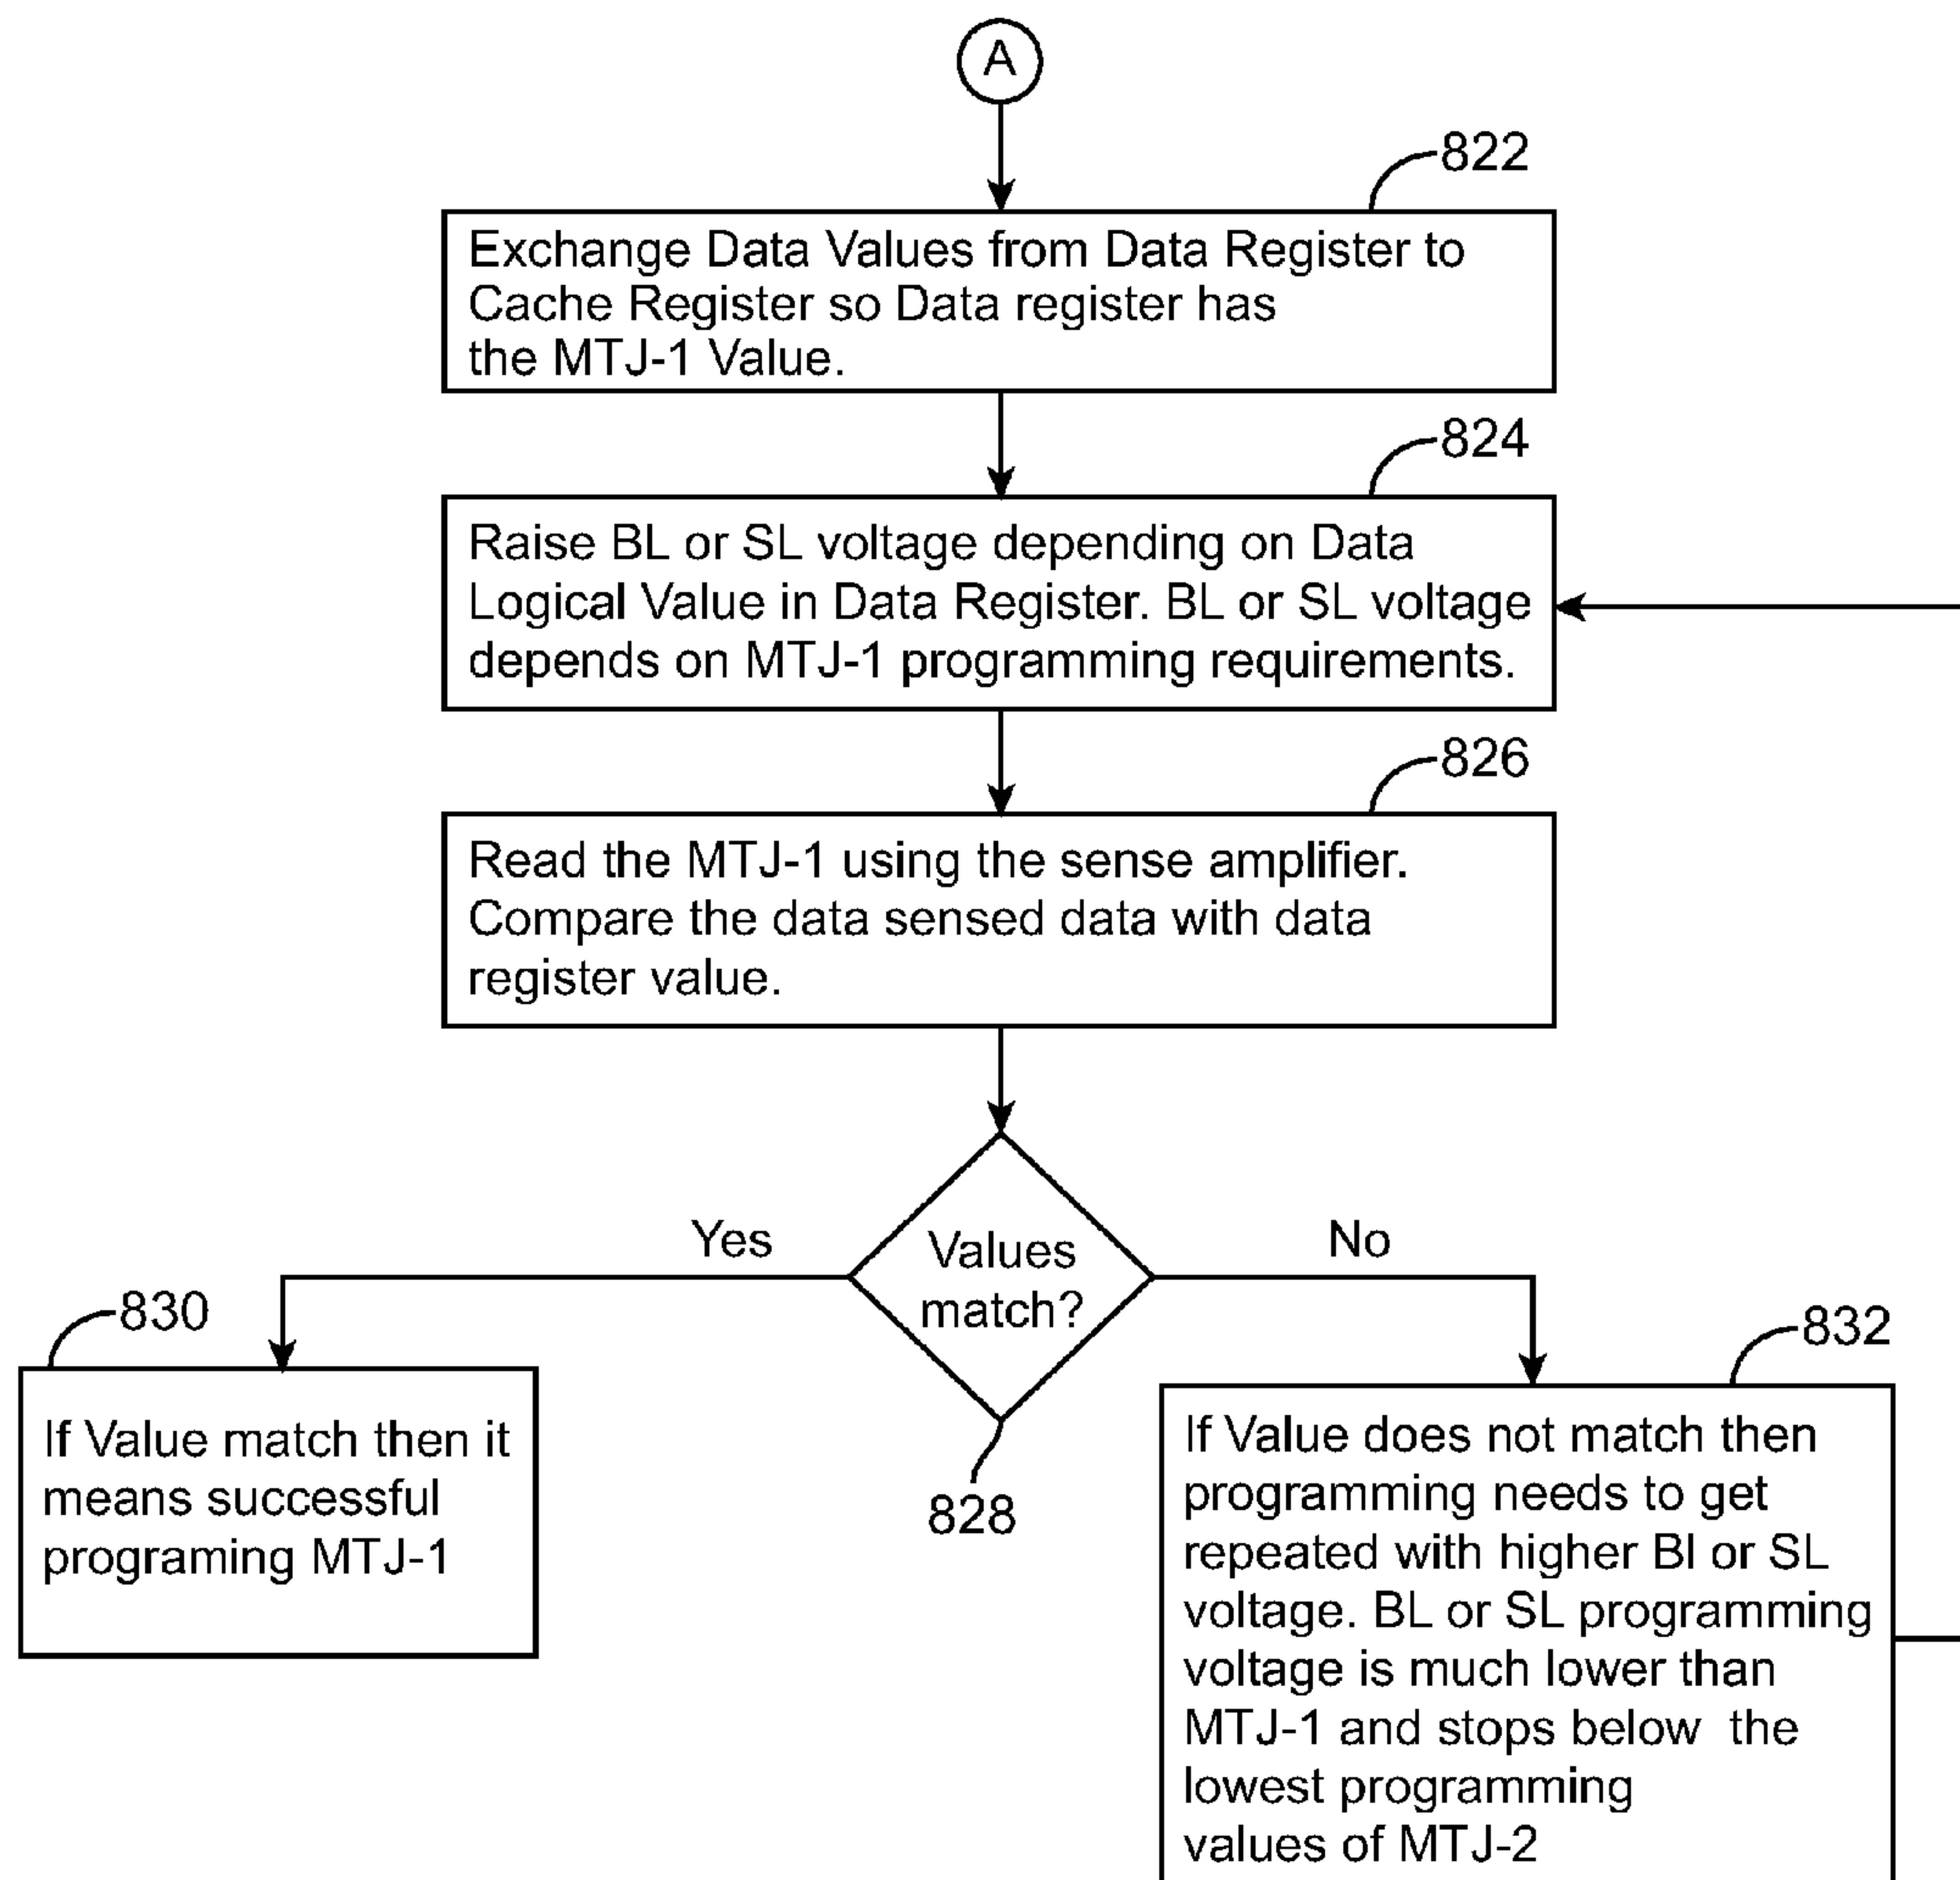 A
822
Exchange Data Values from Data Register to
Cache Register so Data register has
the MTJ-1 Value.
824
Raise BL or SL voltage depending on Data
Logical Value in Data Register. BL or SL voltage
depends on MTJ-1 programming requirements.
826
Read the MTJ-1 using the sense amplifier.
Compare the data sensed data with data
register value.
Yes
Values
match?
No
828
830
If Value match then it
means successful
programing MTJ-1
832
If Value does not match then
programming needs to get
repeated with higher Bl or SL
voltage. BL or SL programming
voltage is much lower than
MTJ-1 and stops below the
lowest programming
values of MTJ-2